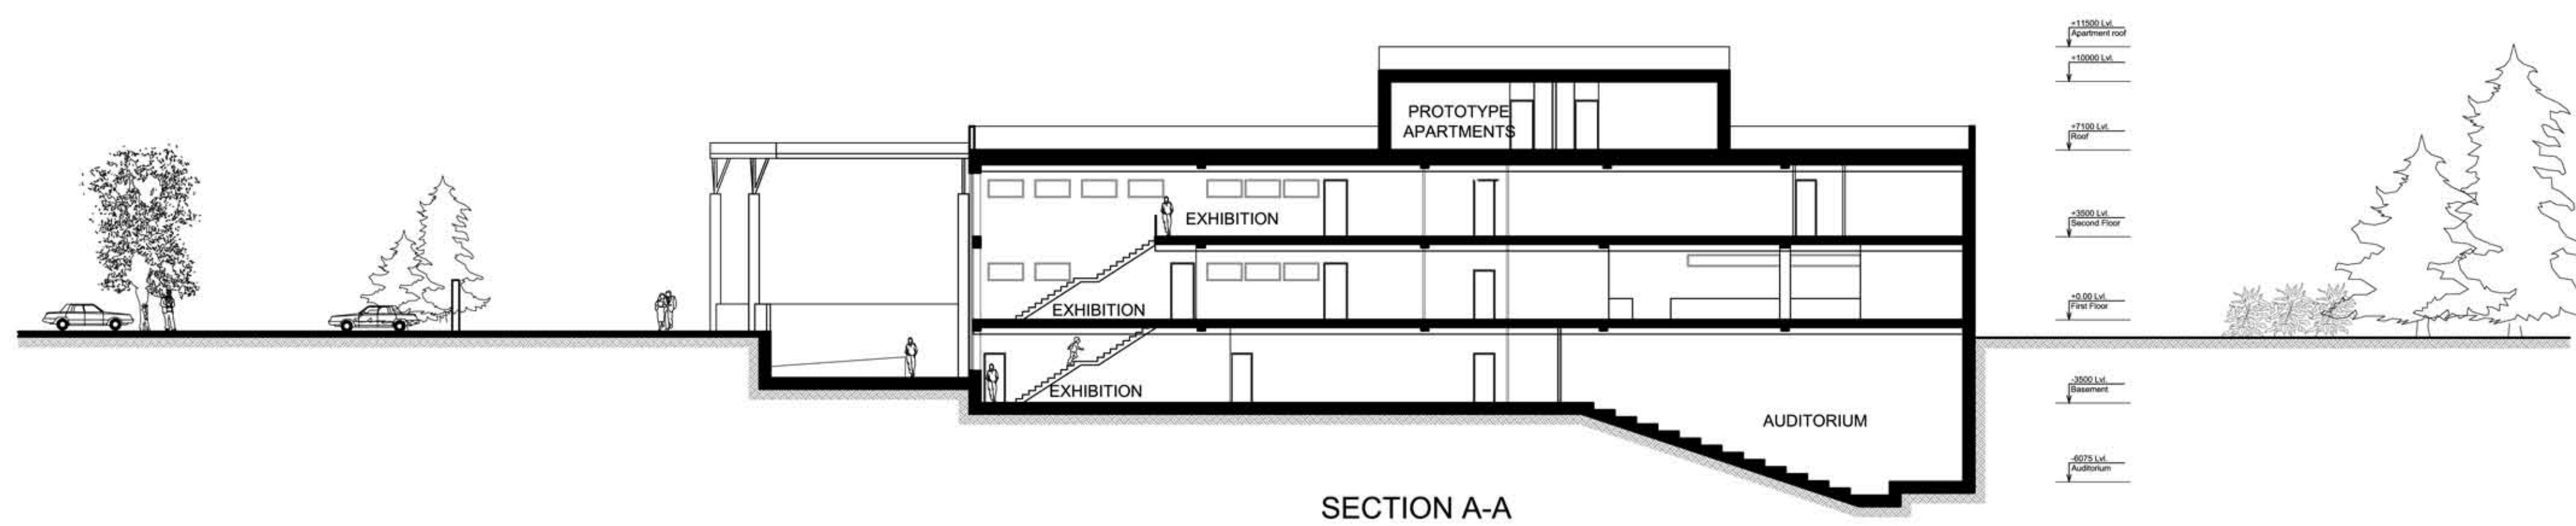 +11500 Lvl.
Apartment roof
+10000 Lvl.
PROTOTYPE
APARTMENTS
+7100 Lvl.
Roof
EXHIBITION
+3500 Lvl.
Second Floor
EXHIBITION
+0.00 Lvl.
First Floor
EXHIBITION
-3500 Lvl.
Basement
AUDITORIUM
-6075 Lvl.
Auditorium
SECTION A-A